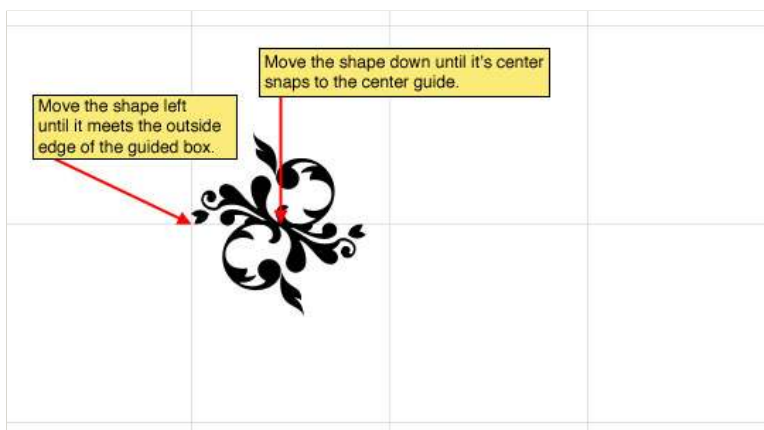 Move the shape down until it's center
snaps to the center guide.
Move the shape left
until it meets the outside
edge of the guided box.